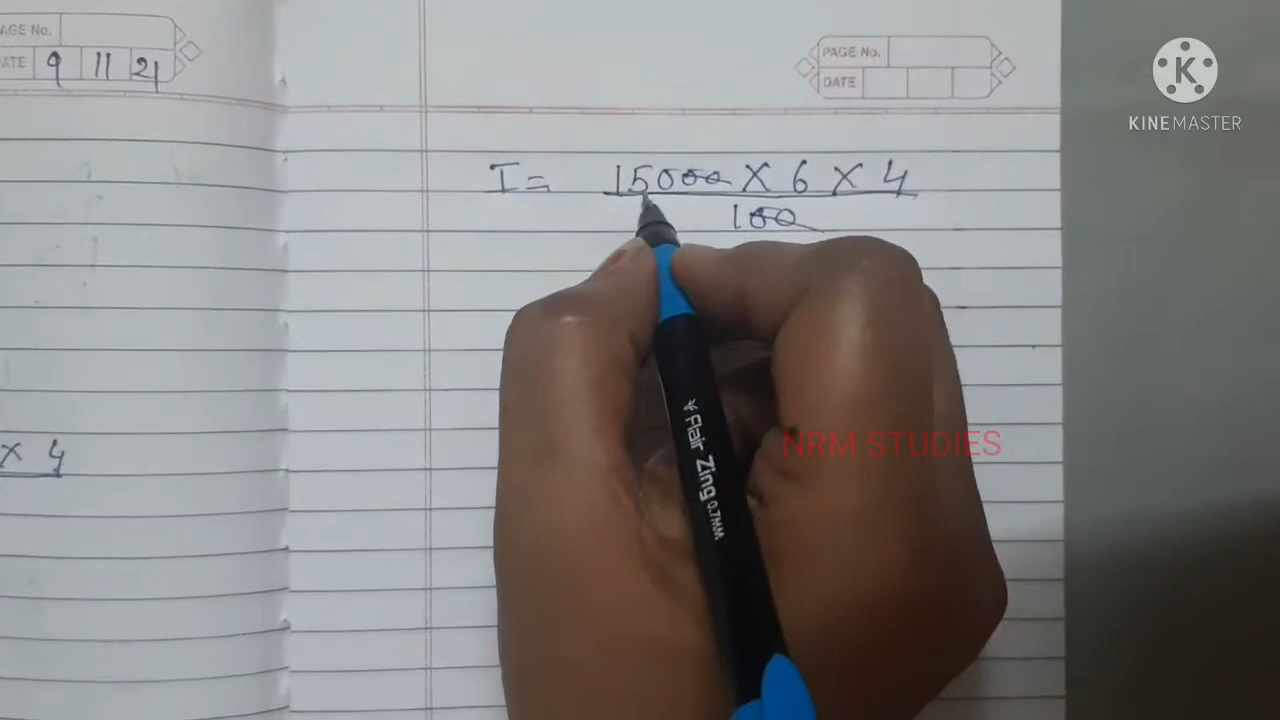 AGE No.
DATE 9 11 21
X 4
PAGE No.
DATE
I = 15000 X 6 X 4
100
K
KINEMASTER
NRM STUDIES
Flair Zing 0.7MM